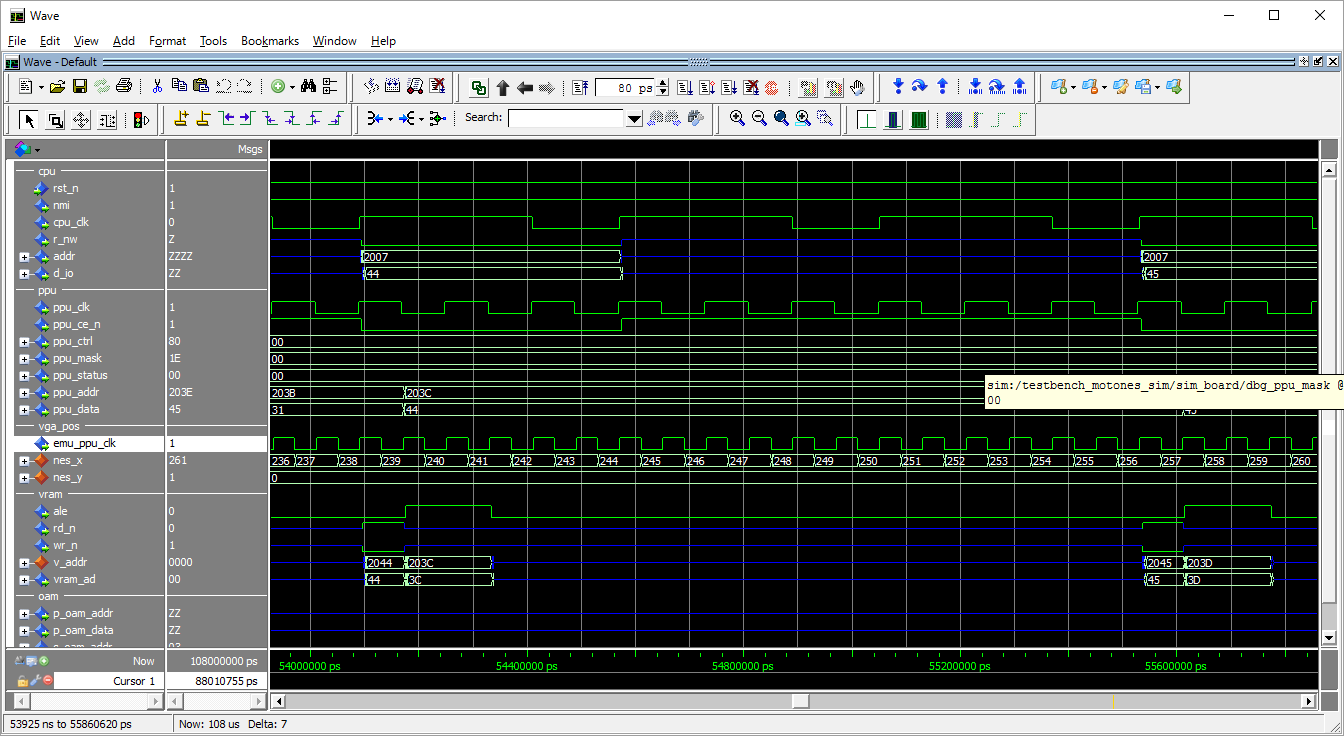 Wave
File Edit View Add Format Tools Bookmarks Window Help
Wave - Default
80 ps
Search:
Msgs
cpu
rst_n 1
nmi 1
cpu_clk 0
r_nw Z
addr ZZZZ 2007 2007
d_io ZZ 44 45
ppu
ppu_clk 1
ppu_ce_n 1
ppu_ctrl 80 00
ppu_mask 1E 00
ppu_status 00 00
sim:/testbench_motones_sim/sim_board/dbg_ppu_mask @
ppu_addr 203E 203B 203C
00
ppu_data 45 31 44 45
vga_pos
emu_ppu_clk 1
nes_x 261 236 237 238 239 240 241 242 243 244 245 246 247 248 249 250 251 252 253 254 255 256 257 258 259 260
nes_y 1 0
vram
ale 0
rd_n 0
wr_n 1
v_addr 0000 2044 203C 2045 203D
vram_ad 00 44 3C 45 3D
oam
p_oam_addr ZZ
p_oam_data ZZ
Now 108000000 ps 54000000 ps 54400000 ps 54800000 ps 55200000 ps 55600000 ps
Cursor 1 88010755 ps
53925 ns to 55860620 ps Now: 108 us Delta: 7